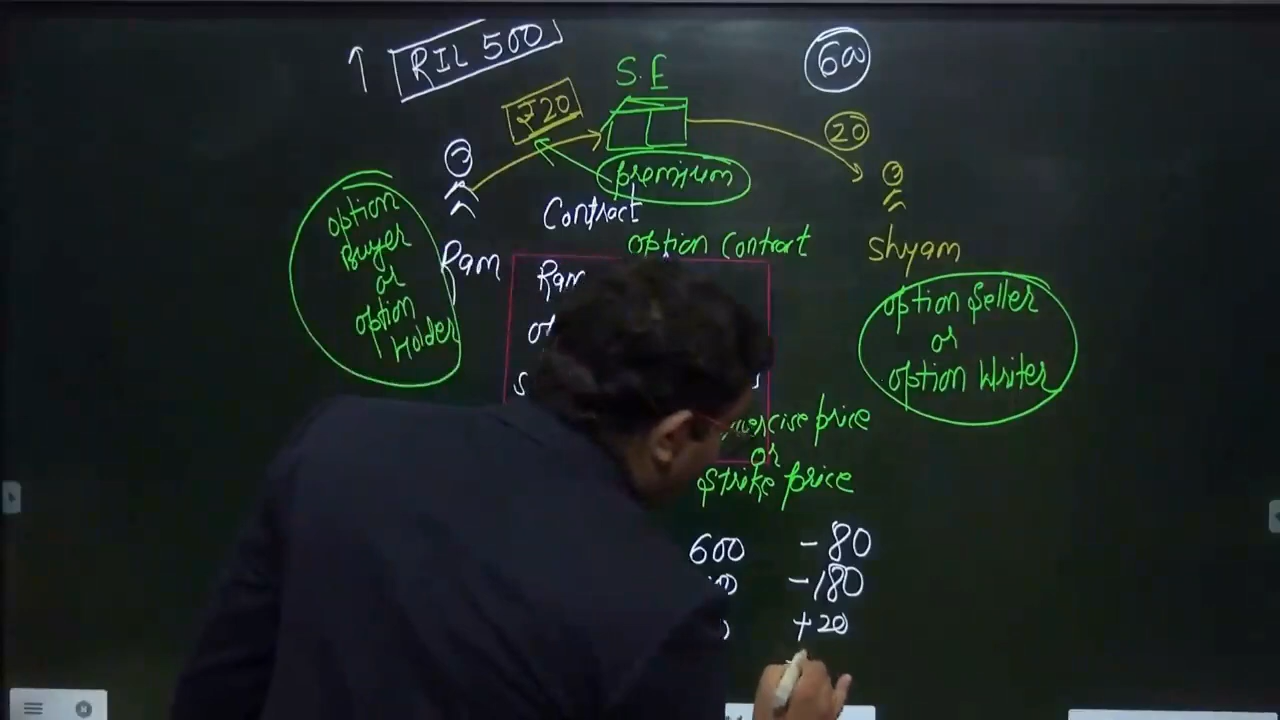 RIL 500
600
S.E
₹20
20
premium
Contract
option Contract
option
Buyer
or
option
Holder
Ram
Shyam
Ram
option Seller
or
option Writer
price
or
Strike price
600 - 80
- 180
+ 20